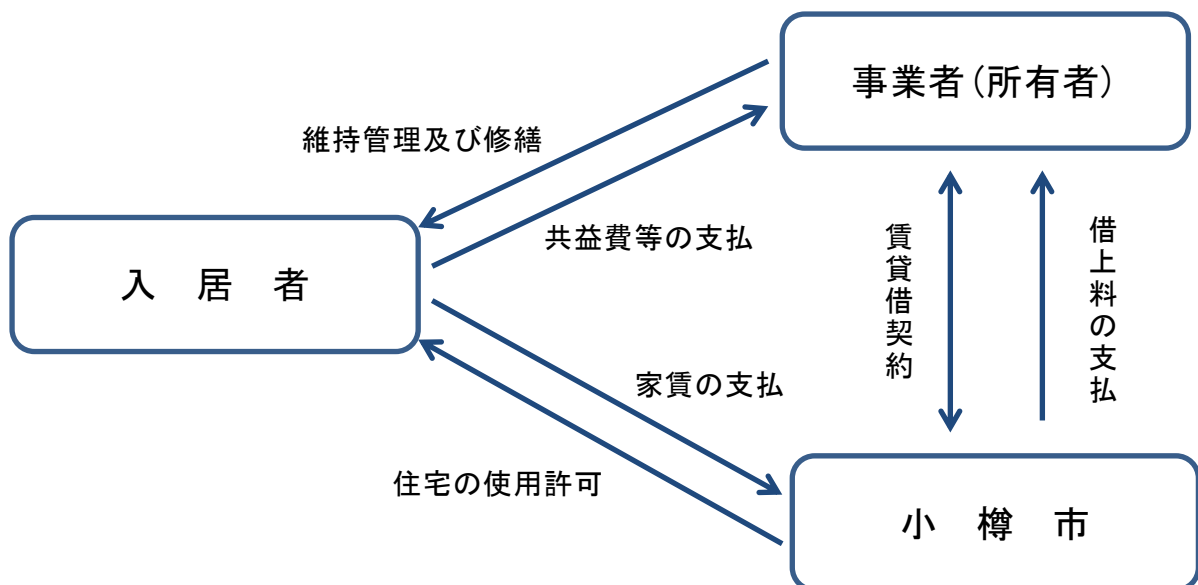 事業者(所有者)
維持管理及び修繕
共益費等の支払
入 居 者
賃貸借契約
借上料の支払
家賃の支払
住宅の使用許可
小 樽 市